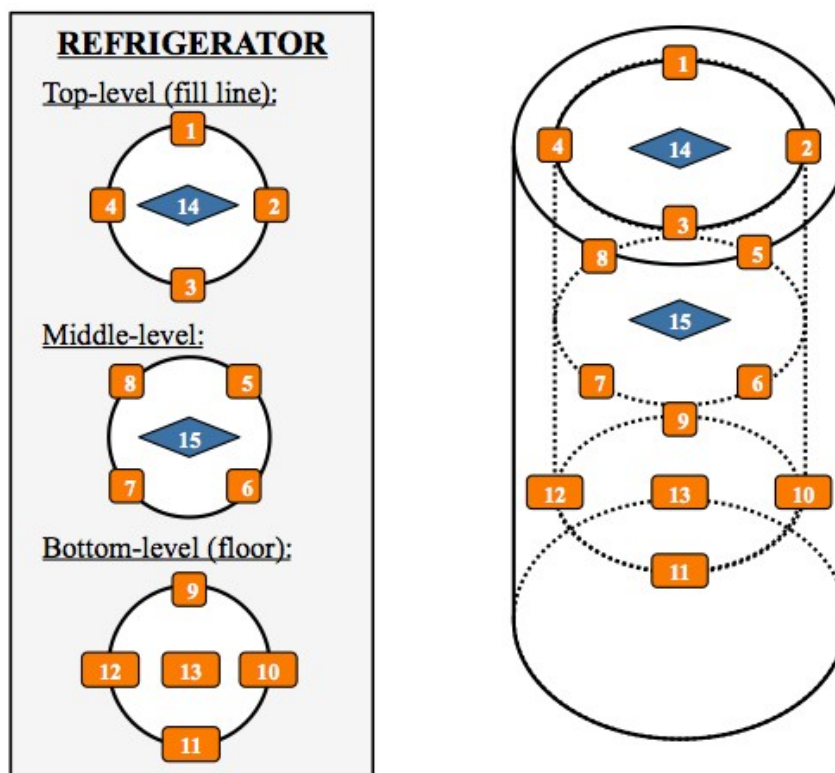 REFRIGERATOR
Top-level (fill line):
1
4 14 2
3
Middle-level:
8 5
15
7 6
Bottom-level (floor):
9
12 13 10
11
1
4 14 2
3
8 5
15
7 6
9
12 13 10
11